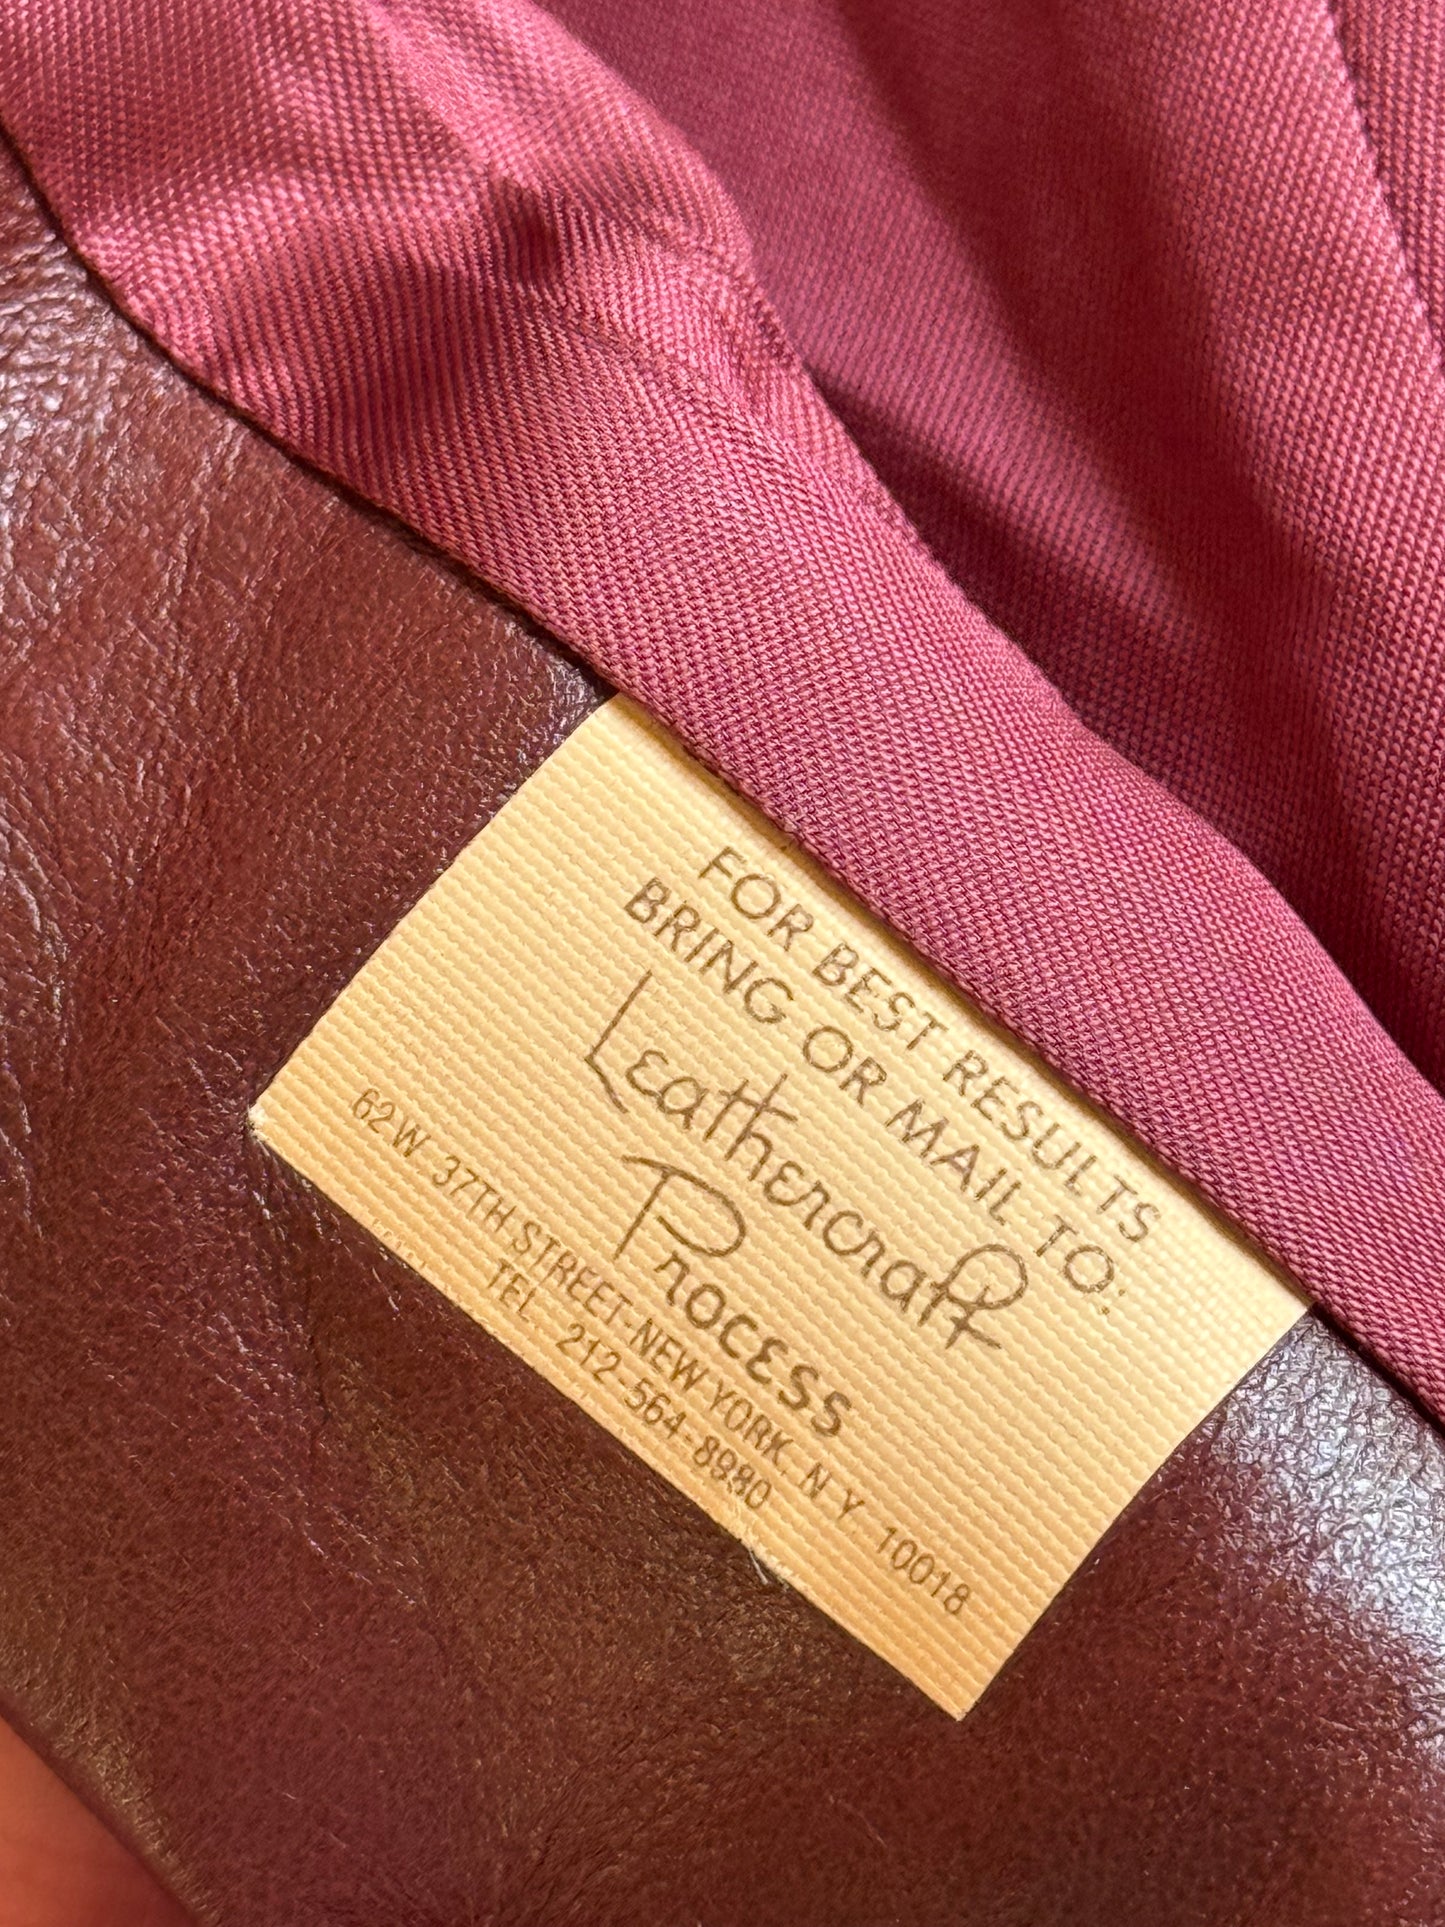 FOR BEST RESULTS
BRING OR MAIL TO:
Leathercraft
Process
62 W. 37TH STREET-NEW YORK, N.Y. 10018
TEL. 212-564-8980